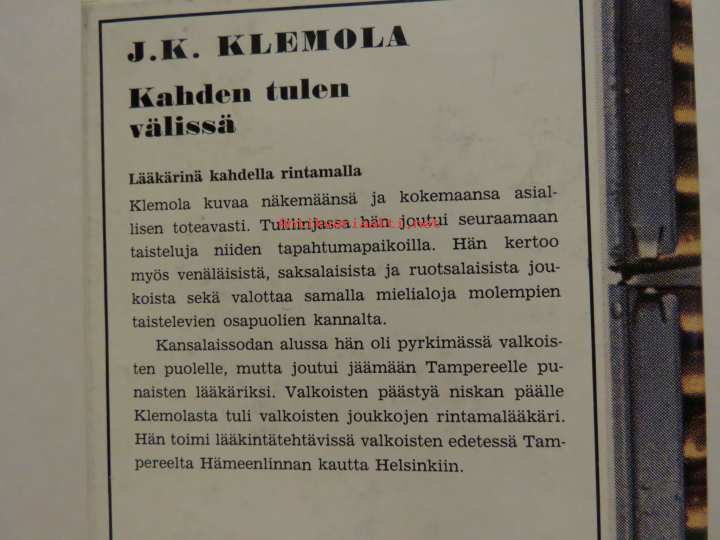 J.K. KLEMOLA
Kahden tulen
välissä
Lääkärinä kahdella rintamalla
Klemola kuvaa näkemäänsä ja kokemaansa asial-
lisen toteavasti. Tulilinjassa hän joutui seuraamaan
taisteluja niiden tapahtumapaikoilla. Hän kertoo
myös venäläisistä, saksalaisista ja ruotsalaisista jou-
koista sekä valottaa samalla mielialoja molempien
taistelevien osapuolien kannalta.
Kansalaissodan alussa hän oli pyrkimässä valkois-
ten puolelle, mutta joutui jäämään Tampereelle pu-
naisten lääkäriksi. Valkoisten päästyä niskan päälle
Klemolasta tuli valkoisten joukkojen rintamalääkäri.
Hän toimi lääkintätehtävissä valkoisten edetessä Tam-
pereelta Hämeenlinnan kautta Helsinkiin.